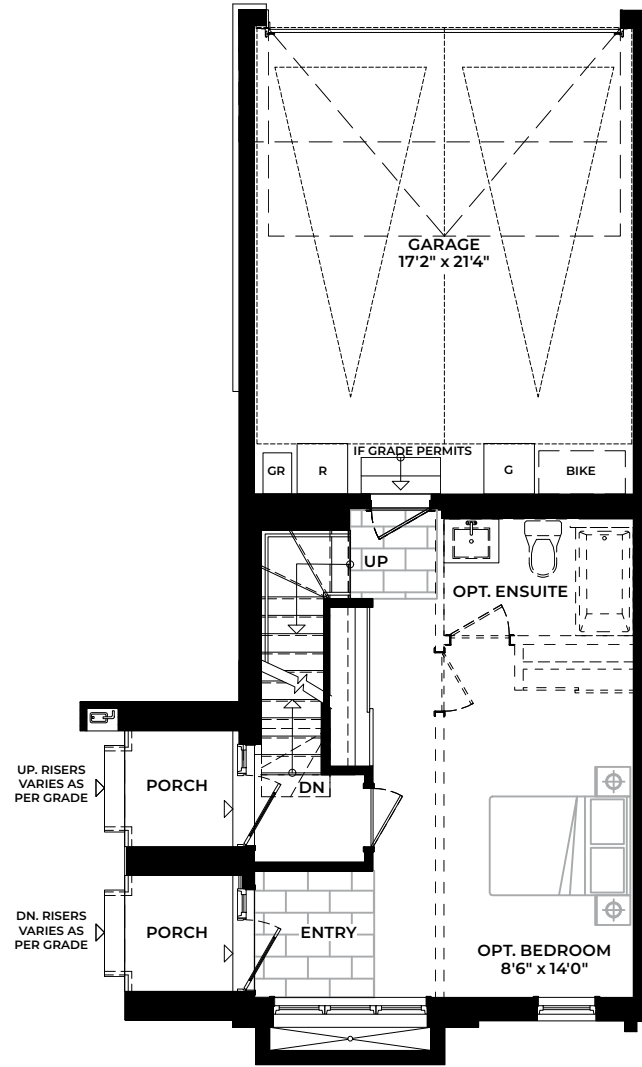 GARAGE
17'2" x 21'4"
IF GRADE PERMITS
GR
R
G
BIKE
UP
OPT. ENSUITE
UP. RISERS
VARIES AS
PER GRADE
PORCH
DN
DN. RISERS
VARIES AS
PER GRADE
PORCH
ENTRY
OPT. BEDROOM
8'6" x 14'0"